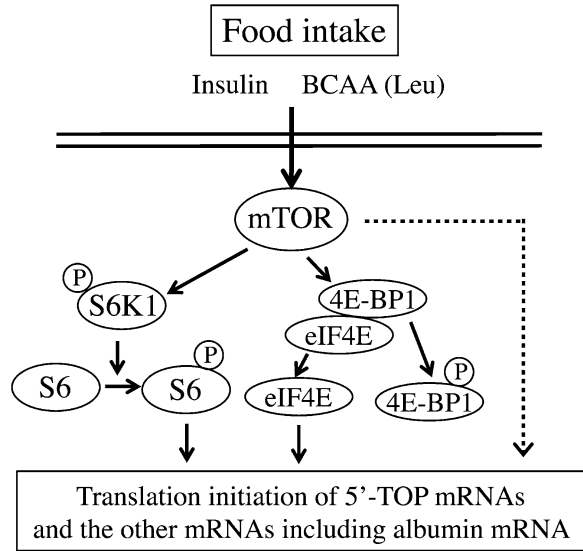 Food intake
Insulin BCAA (Leu)
mTOR
P
S6K1
4E-BP1
eIF4E
P
P
S6
S6
eIF4E
4E-BP1
Translation initiation of 5’-TOP mRNAs
and the other mRNAs including albumin mRNA